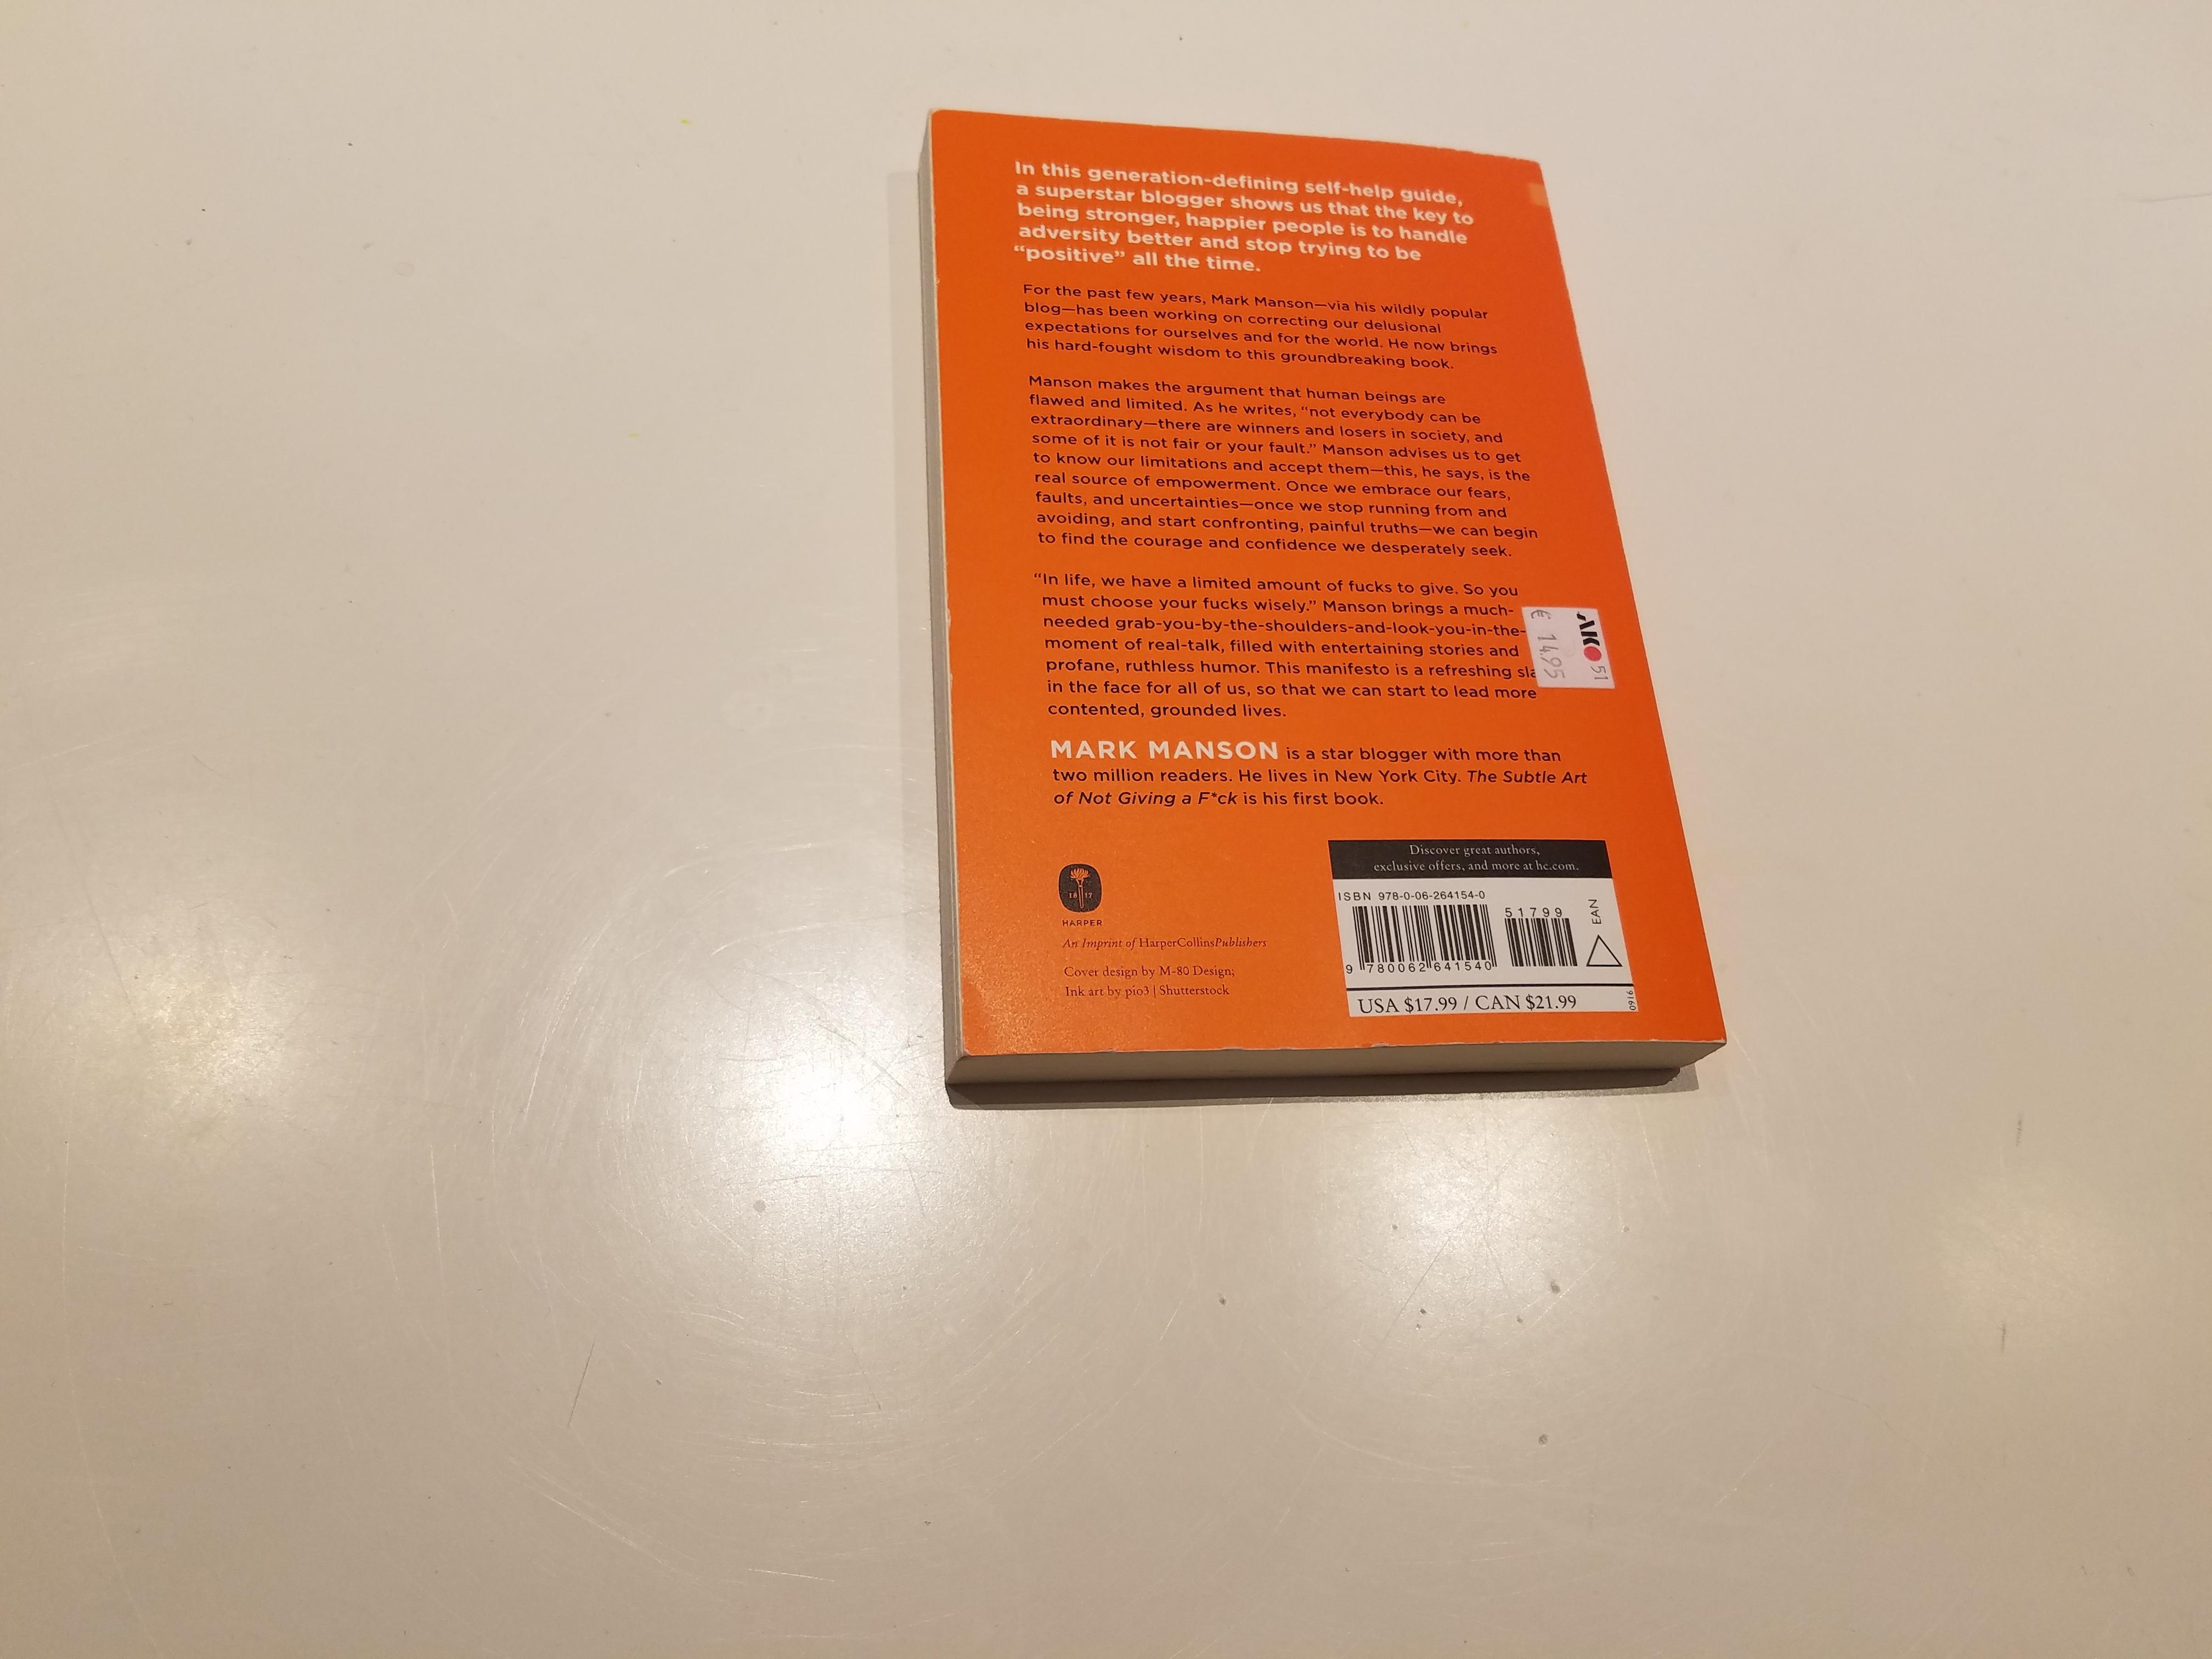 In this generation-defining self-help guide,
a superstar blogger shows us that the key to
being stronger, happier people is to handle
adversity better and stop trying to be
“positive” all the time.
For the past few years, Mark Manson—via his wildly popular
blog—has been working on correcting our delusional
expectations for ourselves and for the world. He now brings
his hard-fought wisdom to this groundbreaking book.
Manson makes the argument that human beings are
flawed and limited. As he writes, “not everybody can be
extraordinary—there are winners and losers in society, and
some of it is not fair or your fault.” Manson advises us to get
to know our limitations and accept them—this, he says, is the
real source of empowerment. Once we embrace our fears,
faults, and uncertainties—once we stop running from and
avoiding, and start confronting, painful truths—we can begin
to find the courage and confidence we desperately seek.
“In life, we have a limited amount of fucks to give. So you
must choose your fucks wisely.” Manson brings a much-
needed grab-you-by-the-shoulders-and-look-you-in-the-
moment of real-talk, filled with entertaining stories and
profane, ruthless humor. This manifesto is a refreshing
in the face for all of us, so that we can start to lead more
contented, grounded lives.
AKO 51
€ 14,95
MARK MANSON is a star blogger with more than
two million readers. He lives in New York City. The Subtle Art
of Not Giving a F*ck is his first book.
1817
HARPER
An Imprint of HarperCollinsPublishers
Cover design by M-80 Design;
Ink art by pio3 | Shutterstock
Discover great authors,
exclusive offers, and more at hc.com.
ISBN 978-0-06-264154-0
51799
EAN
9 780062 641540
USA $17.99 / CAN $21.99
0916